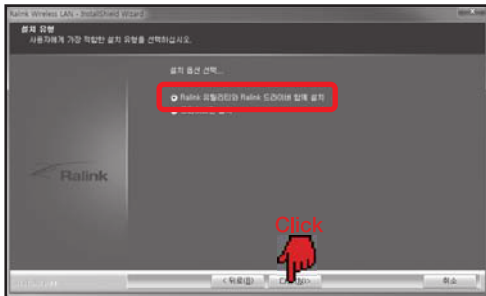 Ralink Wireless LAN - InstallShield Wizard
설치 유형
사용자에게 가장 적합한 설치 유형을 선택하십시오.
설치 옵션 선택...
Ralink 유틸리티와 Ralink 드라이버 함께 설치
Ralink
Click
< 뒤로(B)
취소